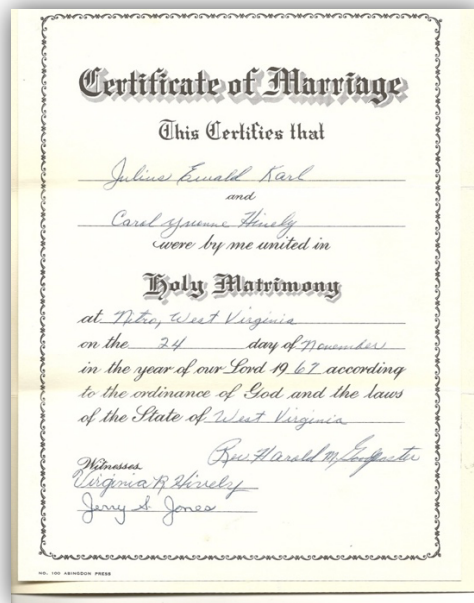 Certificate of Marriage
This Certifies that
Julius Ewald Karl
and
Carol Yvonne Hively
were by me united in
Holy Matrimony
at Nitro, West Virginia
on the 24 day of November
in the year of our Lord 1967 according
to the ordinance of God and the laws
of the State of West Virginia
Rev Harold M.
Witnesses
Virginia R. Hively
Jerry S Jones
NO. 100 ABINGDON PRESS